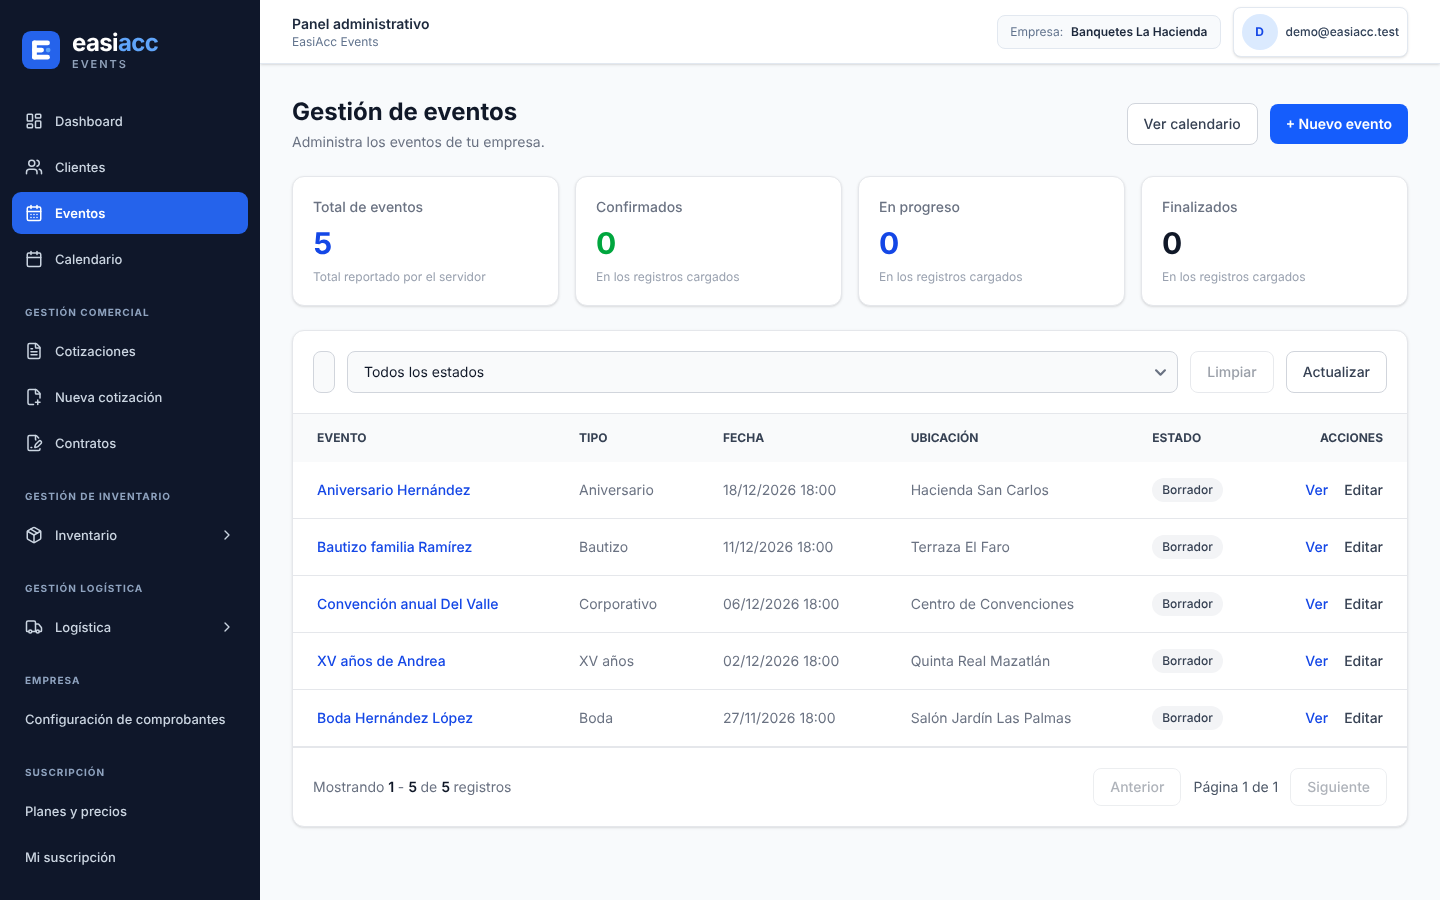 easiacc
EVENTS
Dashboard
Clientes
Eventos
Calendario
GESTIÓN COMERCIAL
Cotizaciones
Nueva cotización
Contratos
GESTIÓN DE INVENTARIO
Inventario
GESTIÓN LOGÍSTICA
Logística
EMPRESA
Configuración de comprobantes
SUSCRIPCIÓN
Planes y precios
Mi suscripción
Panel administrativo
EasiAcc Events
Empresa: Banquetes La Hacienda
D demo@easiacc.test
Gestión de eventos
Administra los eventos de tu empresa.
Ver calendario
+ Nuevo evento
Total de eventos
5
Total reportado por el servidor
Confirmados
0
En los registros cargados
En progreso
0
En los registros cargados
Finalizados
0
En los registros cargados
Todos los estados
Limpiar
Actualizar
EVENTO TIPO FECHA UBICACIÓN ESTADO ACCIONES
Aniversario Hernández Aniversario 18/12/2026 18:00 Hacienda San Carlos Borrador Ver Editar
Bautizo familia Ramírez Bautizo 11/12/2026 18:00 Terraza El Faro Borrador Ver Editar
Convención anual Del Valle Corporativo 06/12/2026 18:00 Centro de Convenciones Borrador Ver Editar
XV años de Andrea XV años 02/12/2026 18:00 Quinta Real Mazatlán Borrador Ver Editar
Boda Hernández López Boda 27/11/2026 18:00 Salón Jardín Las Palmas Borrador Ver Editar
Mostrando 1 - 5 de 5 registros
Anterior
Página 1 de 1
Siguiente